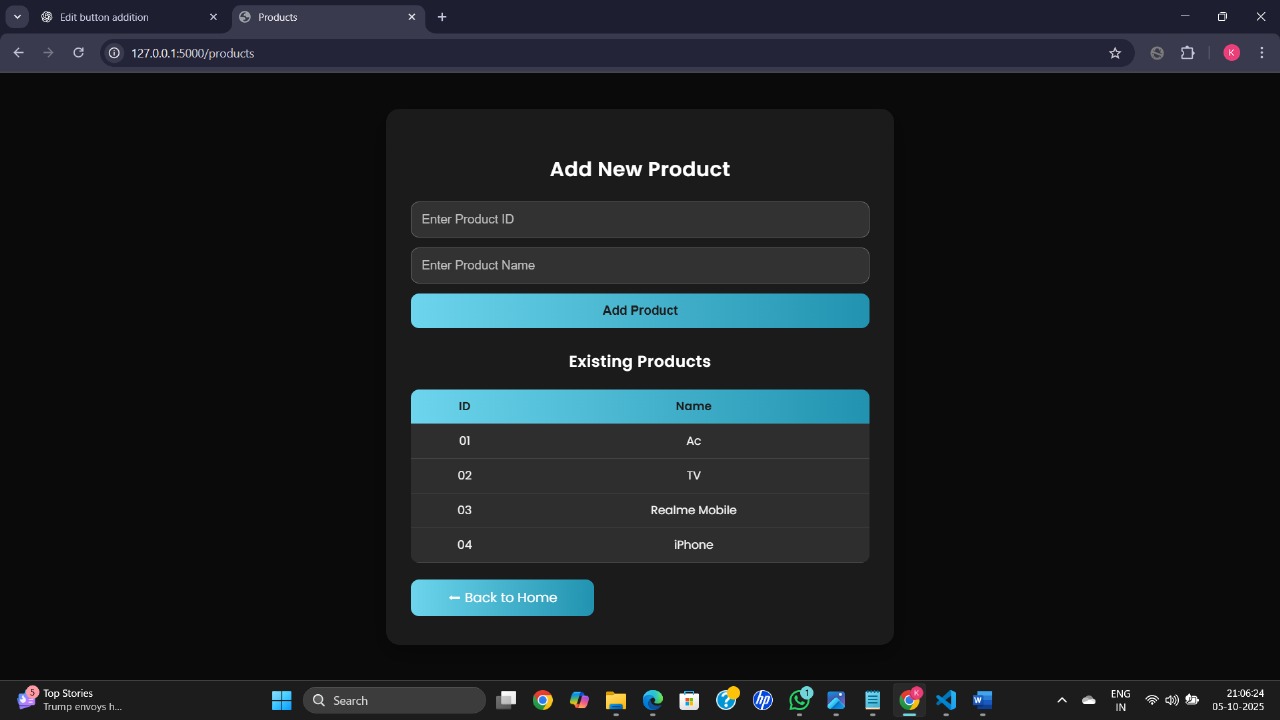 Edit button addition
Products
127.0.0.1:5000/products
K
Add New Product
Enter Product ID
Enter Product Name
Add Product
Existing Products
ID Name
01 Ac
02 TV
03 Realme Mobile
04 iPhone
← Back to Home
5
Top Stories
Trump envoys h...
Search
1
K
ENG
IN
21:06:24
05-10-2025